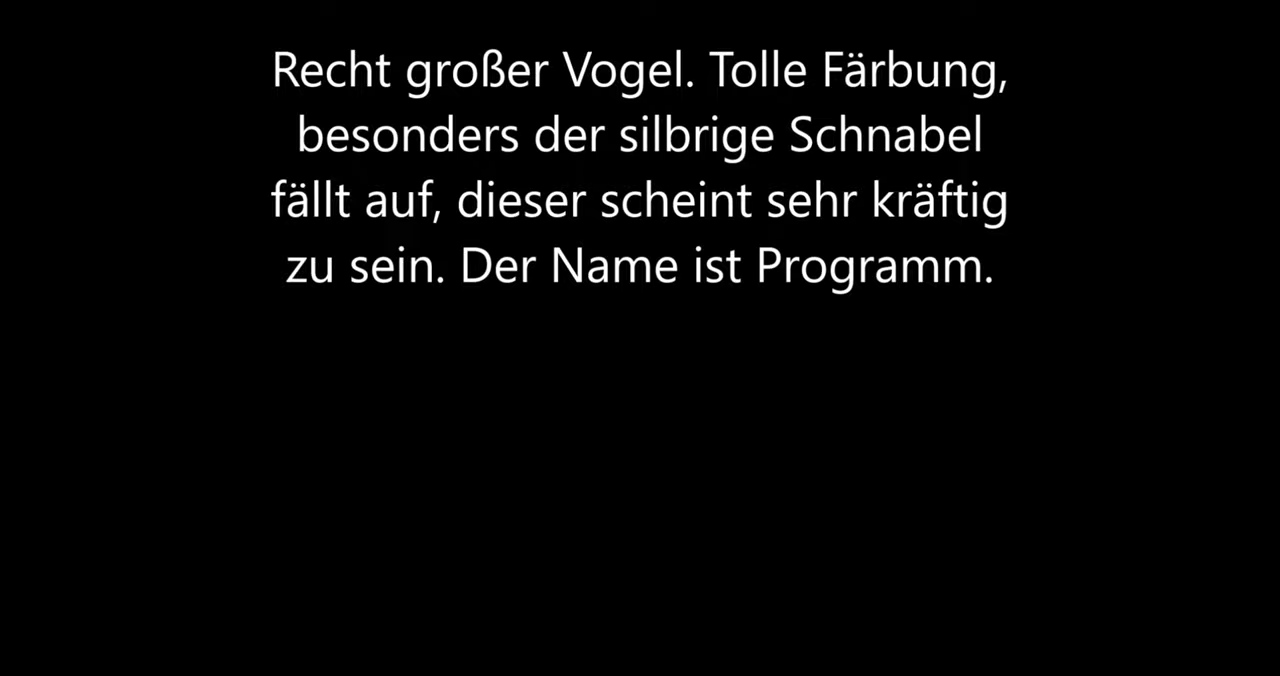 Recht großer Vogel. Tolle Färbung,
besonders der silbrige Schnabel
fällt auf, dieser scheint sehr kräftig
zu sein. Der Name ist Programm.